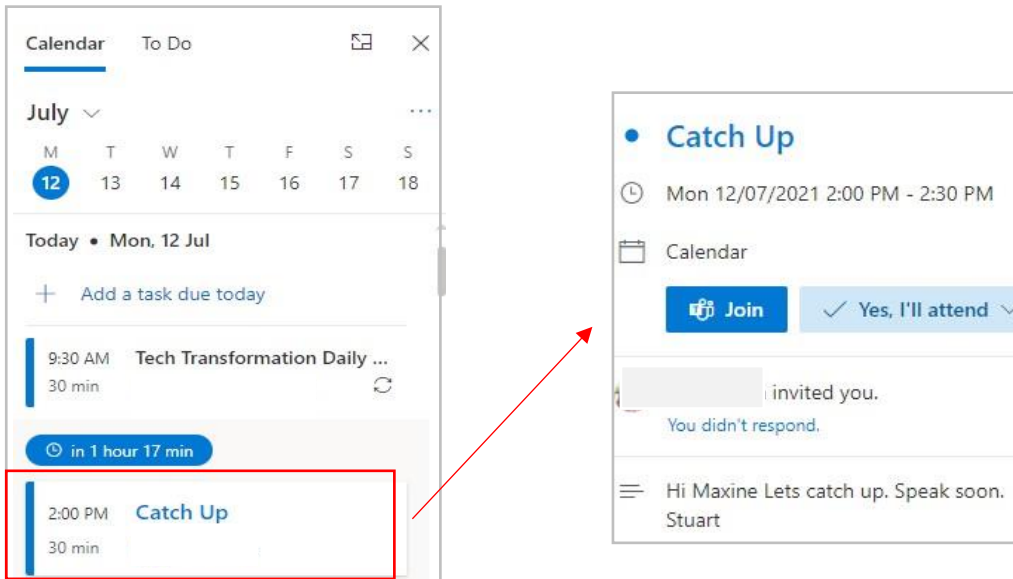 Calendar To Do
July
M T W T F S S
12 13 14 15 16 17 18
Today • Mon, 12 Jul
Add a task due today
9:30 AM Tech Transformation Daily ...
30 min
in 1 hour 17 min
2:00 PM Catch Up
30 min
Catch Up
Mon 12/07/2021 2:00 PM - 2:30 PM
Calendar
Join Yes, I'll attend
invited you.
You didn't respond.
Hi Maxine Lets catch up. Speak soon.
Stuart